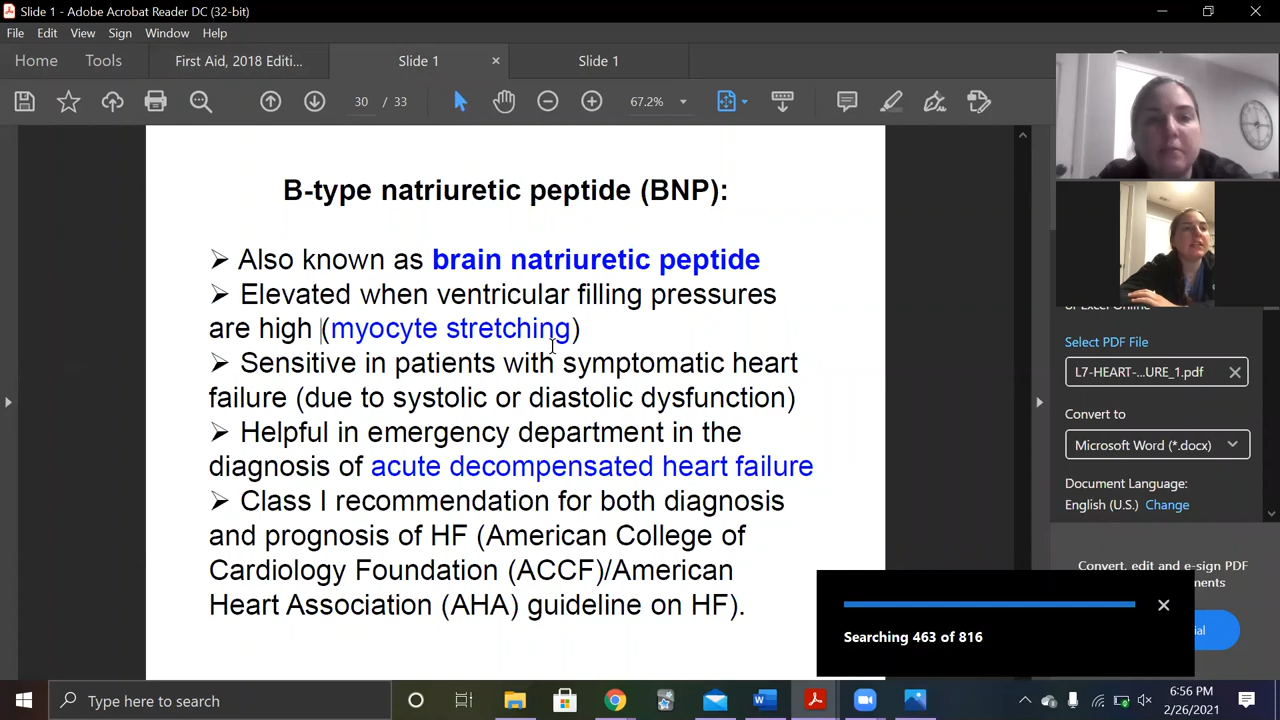 Slide 1 - Adobe Acrobat Reader DC (32-bit)
File Edit View Sign Window Help
Home Tools First Aid, 2018 Editi... Slide 1 × Slide 1
30 / 33 67.2%
B-type natriuretic peptide (BNP):
➢ Also known as brain natriuretic peptide
➢ Elevated when ventricular filling pressures
are high (myocyte stretching)
➢ Sensitive in patients with symptomatic heart
failure (due to systolic or diastolic dysfunction)
➢ Helpful in emergency department in the
diagnosis of acute decompensated heart failure
➢ Class I recommendation for both diagnosis
and prognosis of HF (American College of
Cardiology Foundation (ACCF)/American
Heart Association (AHA) guideline on HF).
Select PDF File
L7-HEART-...URE_1.pdf
Convert to
Microsoft Word (*.docx)
Document Language:
English (U.S.) Change
Convert, edit and e-sign PDF
Searching 463 of 816
Type here to search
6:56 PM
2/26/2021